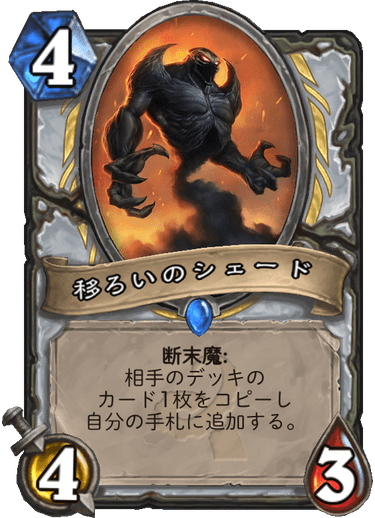 4
移ろいのシェード
断末魔:
相手のデッキの
カード1枚をコピーし
自分の手札に追加する。
4
3